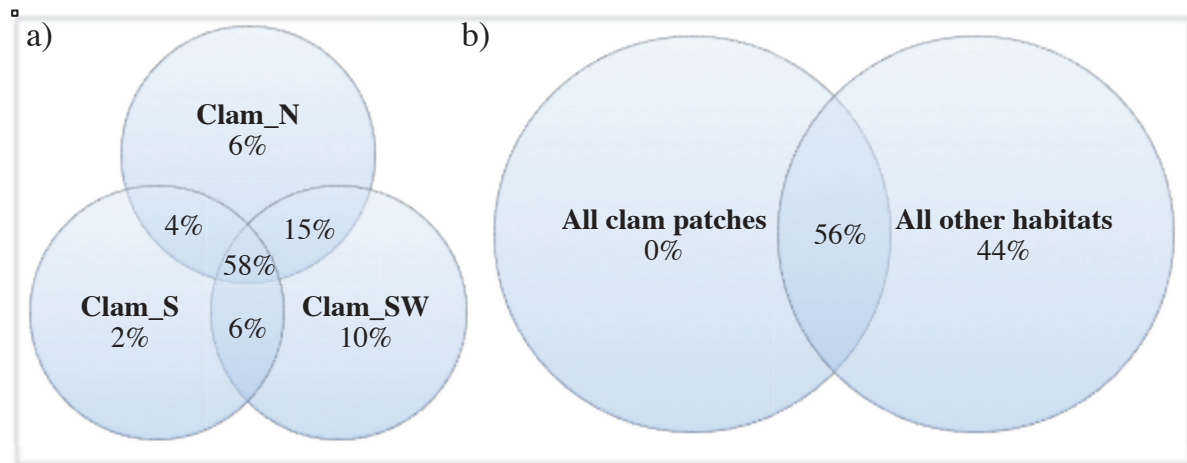 a)
Clam_N
6%
4%
15%
58%
Clam_S
2%
6%
Clam_SW
10%
b)
All clam patches
0%
56%
All other habitats
44%